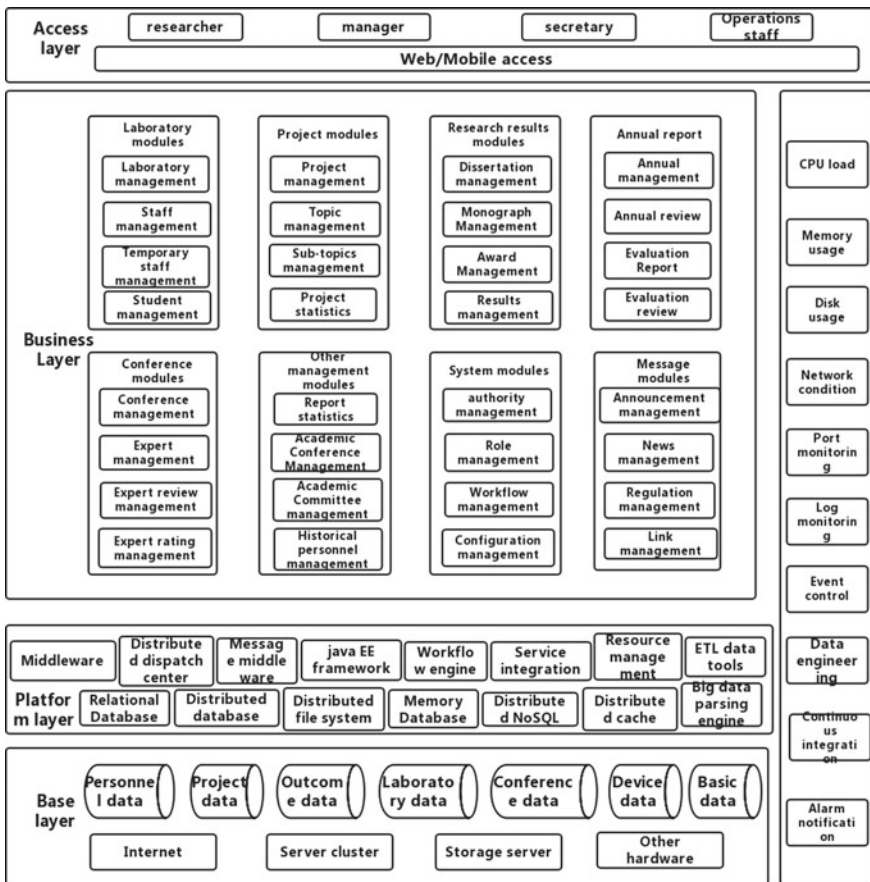 Access
layer
researcher
manager
secretary
Operations
staff
Web/Mobile access
Business
Layer
Laboratory
modules
Laboratory
management
Staff
management
Temporary
staff
management
Student
management
Project modules
Project
management
Topic
management
Sub-topics
management
Project
statistics
Research results
modules
Dissertation
management
Monograph
Management
Award
Management
Results
management
Annual report
Annual
management
Annual review
Evaluation
Report
Evaluation
review
Conference
modules
Conference
management
Expert
management
Expert review
management
Expert rating
management
Other
management
modules
Report
statistics
Academic
Conference
Management
Academic
Committee
management
Historical
personnel
management
System modules
authority
management
Role
management
Workflow
management
Configuration
management
Message
modules
Announcement
management
News
management
Regulation
management
Link
management
CPU load
Memory
usage
Disk
usage
Network
condition
Port
monitorin
g
Log
monitorin
g
Event
control
Data
engineer
ing
Continuo
us
integrati
on
Alarm
notificati
on
Platfor
m layer
Middleware
Distribute
d dispatch
center
Messag
e middle
ware
java EE
framework
Workflo
w engine
Service
integration
Resource
manage
ment
ETL data
tools
Relational
Database
Distributed
database
Distributed
file system
Memory
Database
Distribute
d NoSQL
Distribute
d cache
Big data
parsing
engine
Base
layer
Personne
l data
Project
data
Outcom
e data
Laborato
ry data
Conferenc
e data
Device
data
Basic
data
Internet
Server cluster
Storage server
Other
hardware